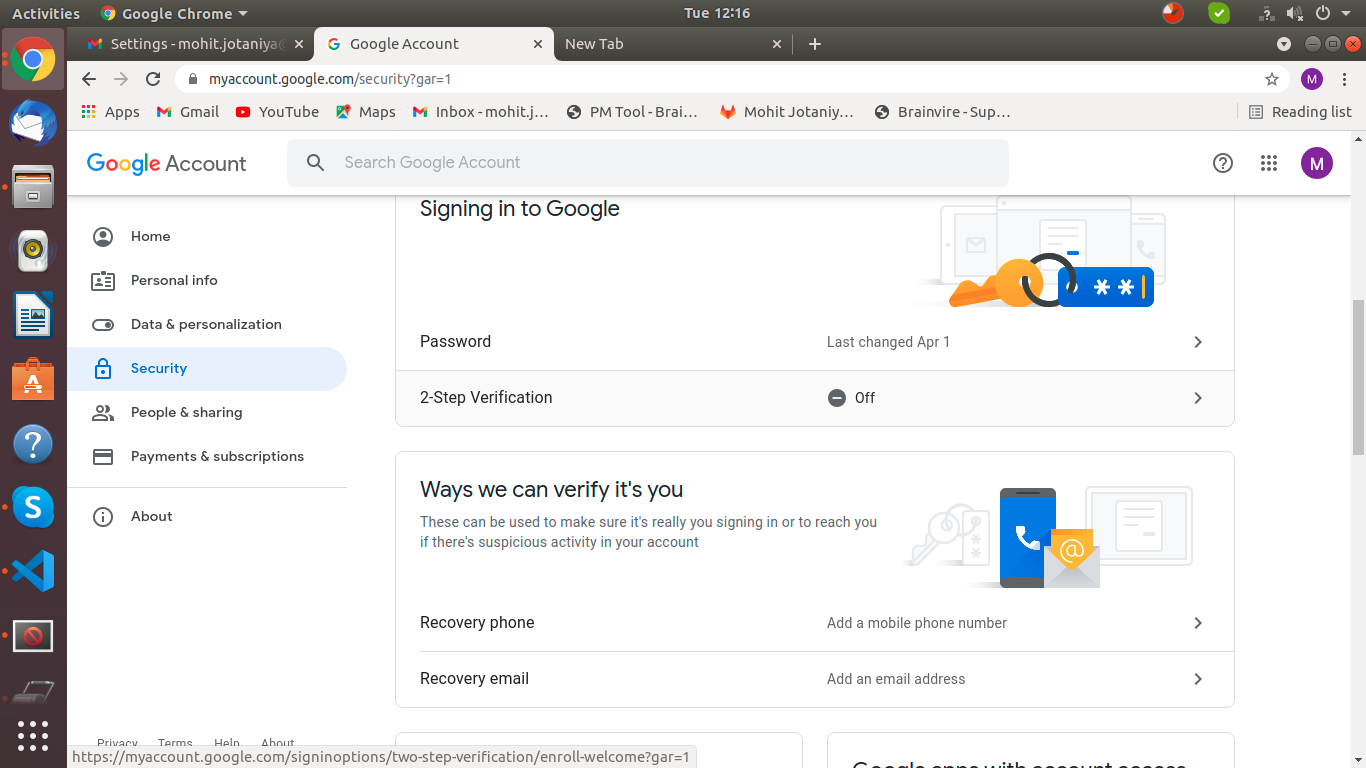 Activities
Google Chrome
Tue 12:16
Settings - mohit.jotaniya@
Google Account
New Tab
myaccount.google.com/security?gar=1
M
Apps
Gmail
YouTube
Maps
Inbox - mohit.j…
PM Tool - Brai…
Mohit Jotaniy…
Brainvire - Sup…
Reading list
Google Account
Search Google Account
M
Home
Personal info
Data & personalization
Security
People & sharing
Payments & subscriptions
About
Signing in to Google
Password
Last changed Apr 1
2-Step Verification
Off
Ways we can verify it's you
These can be used to make sure it's really you signing in or to reach you
if there's suspicious activity in your account
Recovery phone
Add a mobile phone number
Recovery email
Add an email address
Privacy
Terms
Help
About
Google apps with account access
https://myaccount.google.com/signinoptions/two-step-verification/enroll-welcome?gar=1